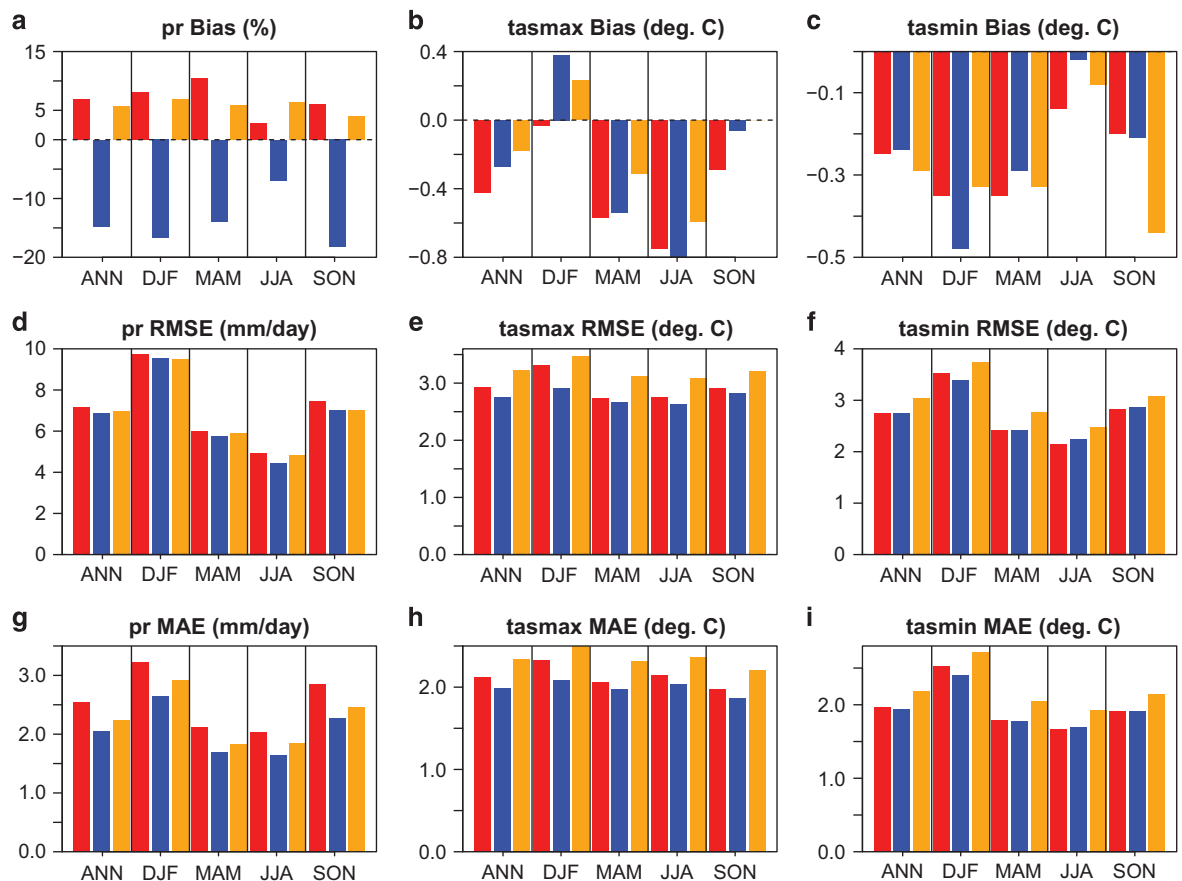 a pr Bias (%)
15
5
0
−10
−20
ANN DJF MAM JJA SON
b tasmax Bias (deg. C)
0.4
0.0
−0.4
−0.8
ANN DJF MAM JJA SON
c tasmin Bias (deg. C)
−0.1
−0.3
−0.5
ANN DJF MAM JJA SON
d pr RMSE (mm/day)
10
8
6
4
2
0
ANN DJF MAM JJA SON
e tasmax RMSE (deg. C)
3.0
2.0
1.0
0.0
ANN DJF MAM JJA SON
f tasmin RMSE (deg. C)
4
3
2
1
0
ANN DJF MAM JJA SON
g pr MAE (mm/day)
3.0
2.0
1.0
0.0
ANN DJF MAM JJA SON
h tasmax MAE (deg. C)
2.0
1.0
0.0
ANN DJF MAM JJA SON
i tasmin MAE (deg. C)
2.0
1.0
0.0
ANN DJF MAM JJA SON